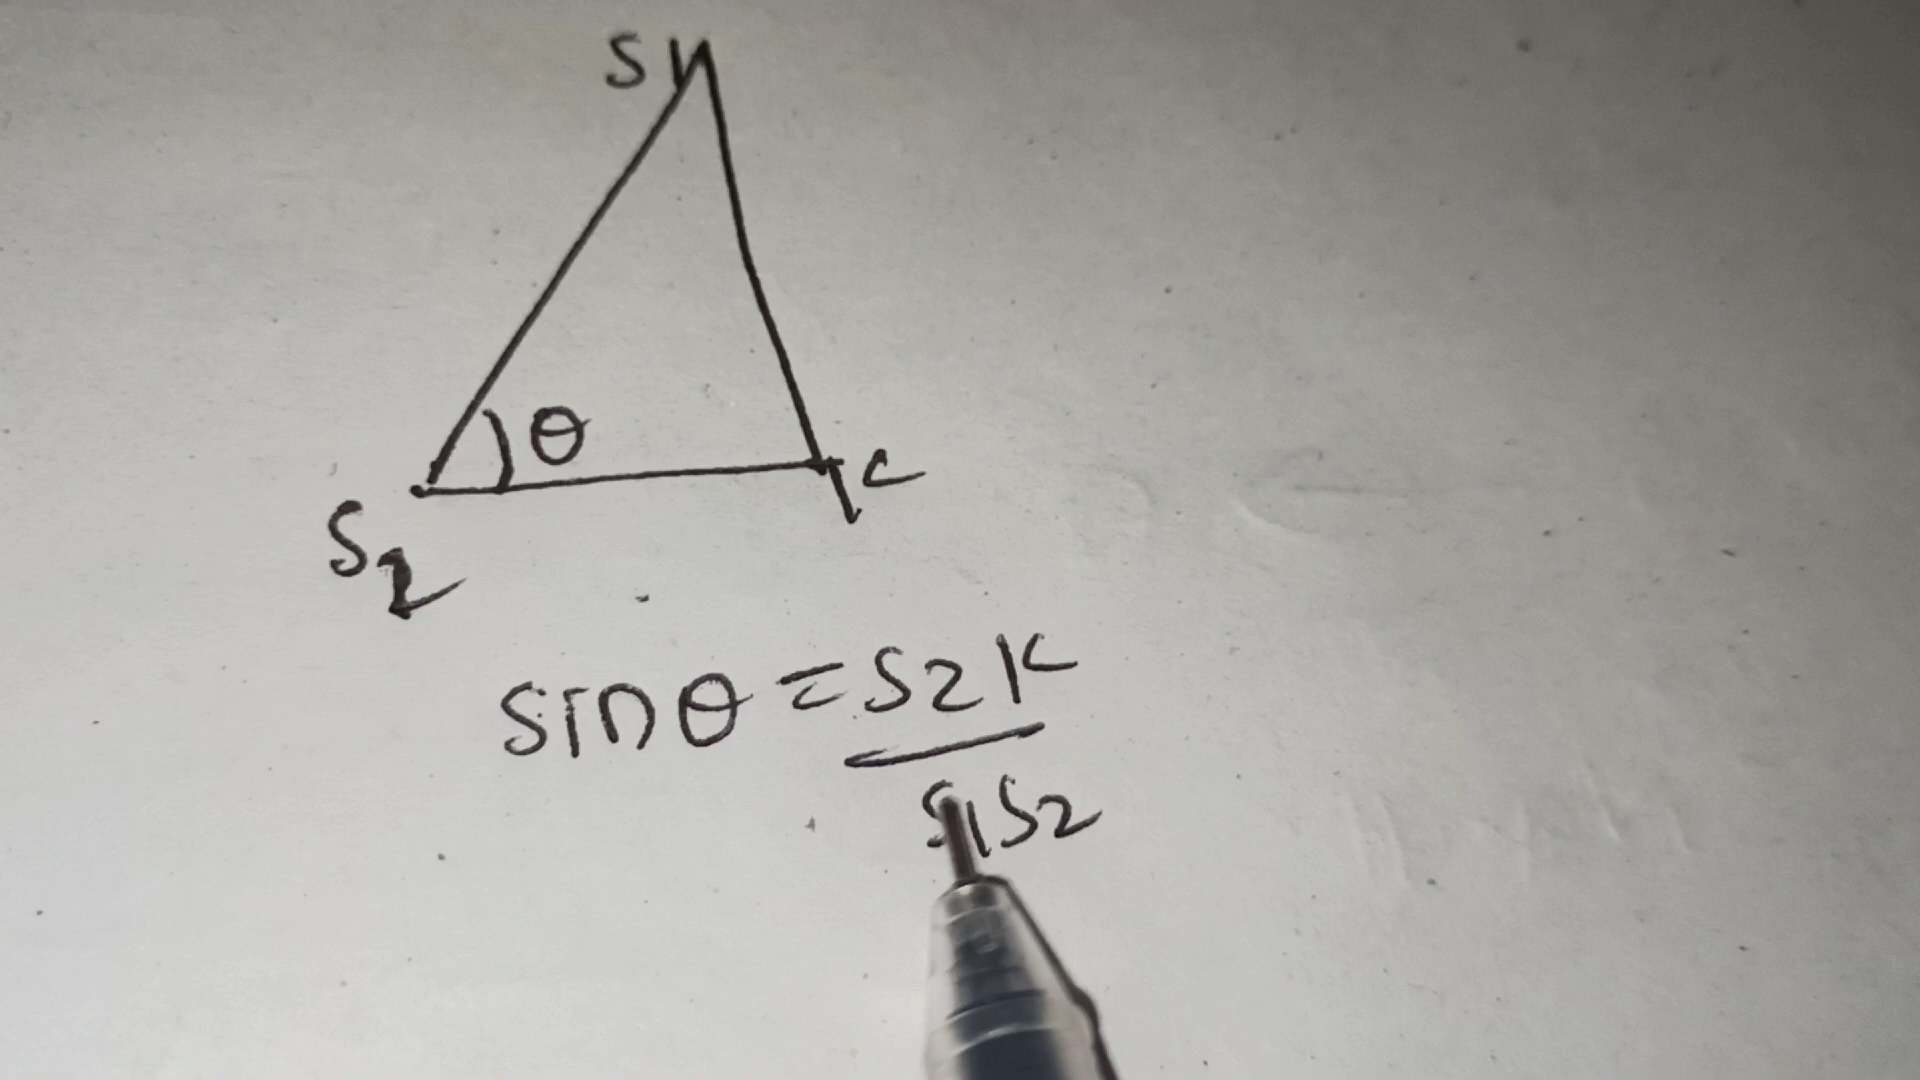 S1
θ
K
S2
sinθ = S2K
S1S2